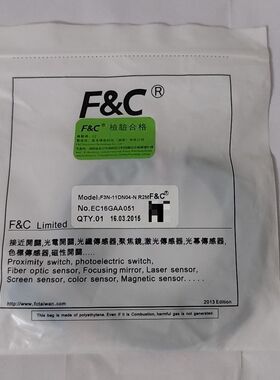 F&C®
F&C® 檢驗合格
Model:F3N-11DN04-N R2M F&C®
No.EC16GAA051
QTY.01 16.03.2015
F&C Limited
接近開關,光電開關,光纖傳感器,聚焦鏡,激光傳感器,光幕傳感器,
色標傳感器,磁性開關.....
Proximity switch, photoelectric switch,
Fiber optic sensor, Focusing mirror, Laser sensor,
Screen sensor, color sensor, Magnetic sensor.....
http://www.fctaiwan.com
2013 Edition
This bag is made of polyethylene. Even if is Combustion, harmful gas is not generated.